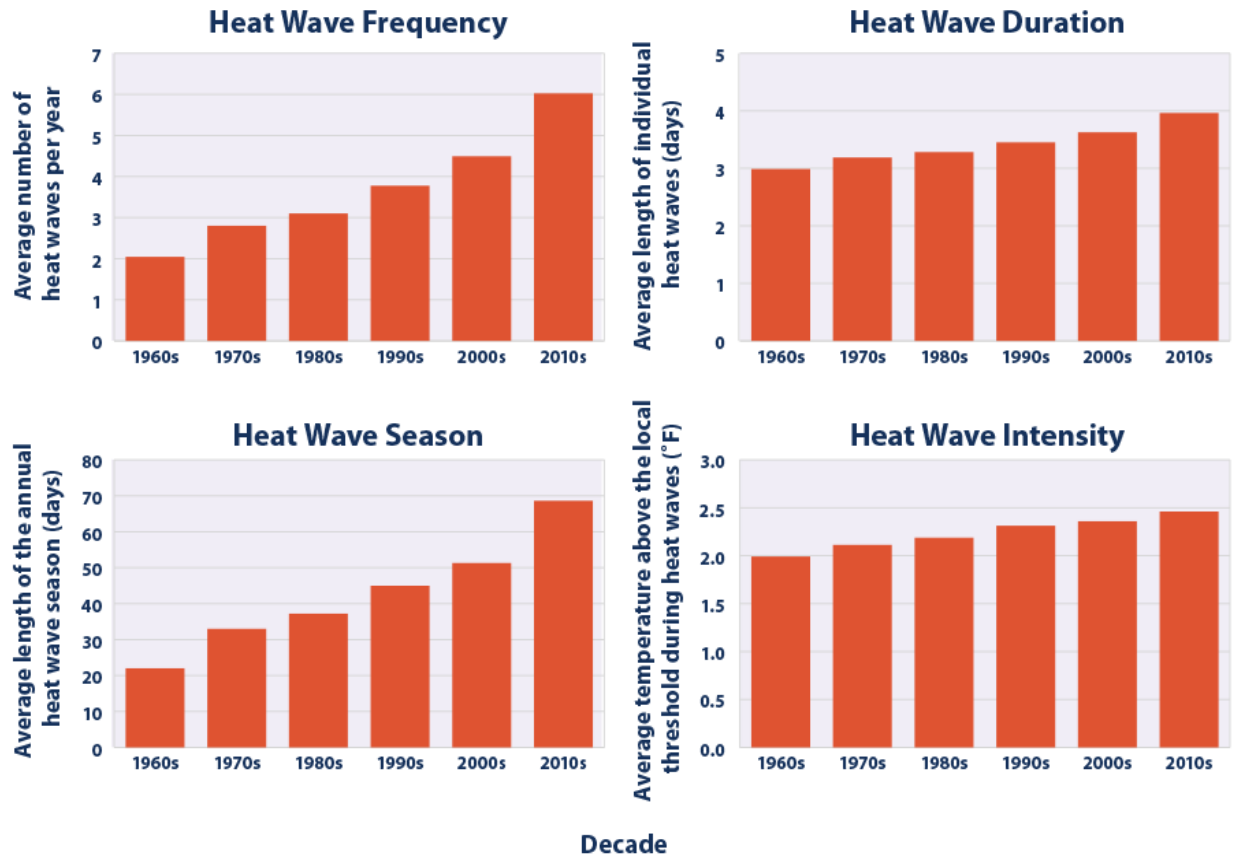 Heat Wave Frequency
Average number of
heat waves per year
7
6
5
4
3
2
1
0
1960s 1970s 1980s 1990s 2000s 2010s
Heat Wave Duration
Average length of individual
heat waves (days)
5
4
3
2
1
0
1960s 1970s 1980s 1990s 2000s 2010s
Heat Wave Season
Average length of the annual
heat wave season (days)
80
70
60
50
40
30
20
10
0
1960s 1970s 1980s 1990s 2000s 2010s
Heat Wave Intensity
Average temperature above the local
threshold during heat waves (˚F)
3.0
2.5
2.0
1.5
1.0
0.5
0.0
1960s 1970s 1980s 1990s 2000s 2010s
Decade